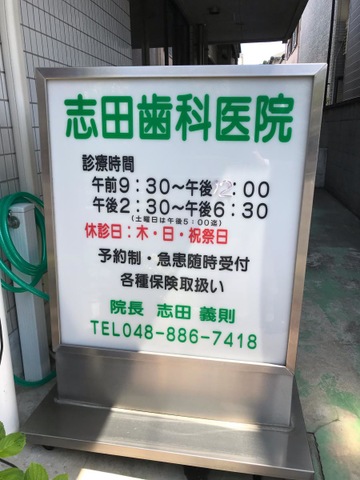 志田歯科医院
診療時間
午前9:30〜午後 2:00
午後2:30〜午後6:30
(土曜日は午後5:00迄)
休診日:木・日・祝祭日
予約制・急患随時受付
各種保険取扱い
院長 志田 義則
TEL048-886-7418